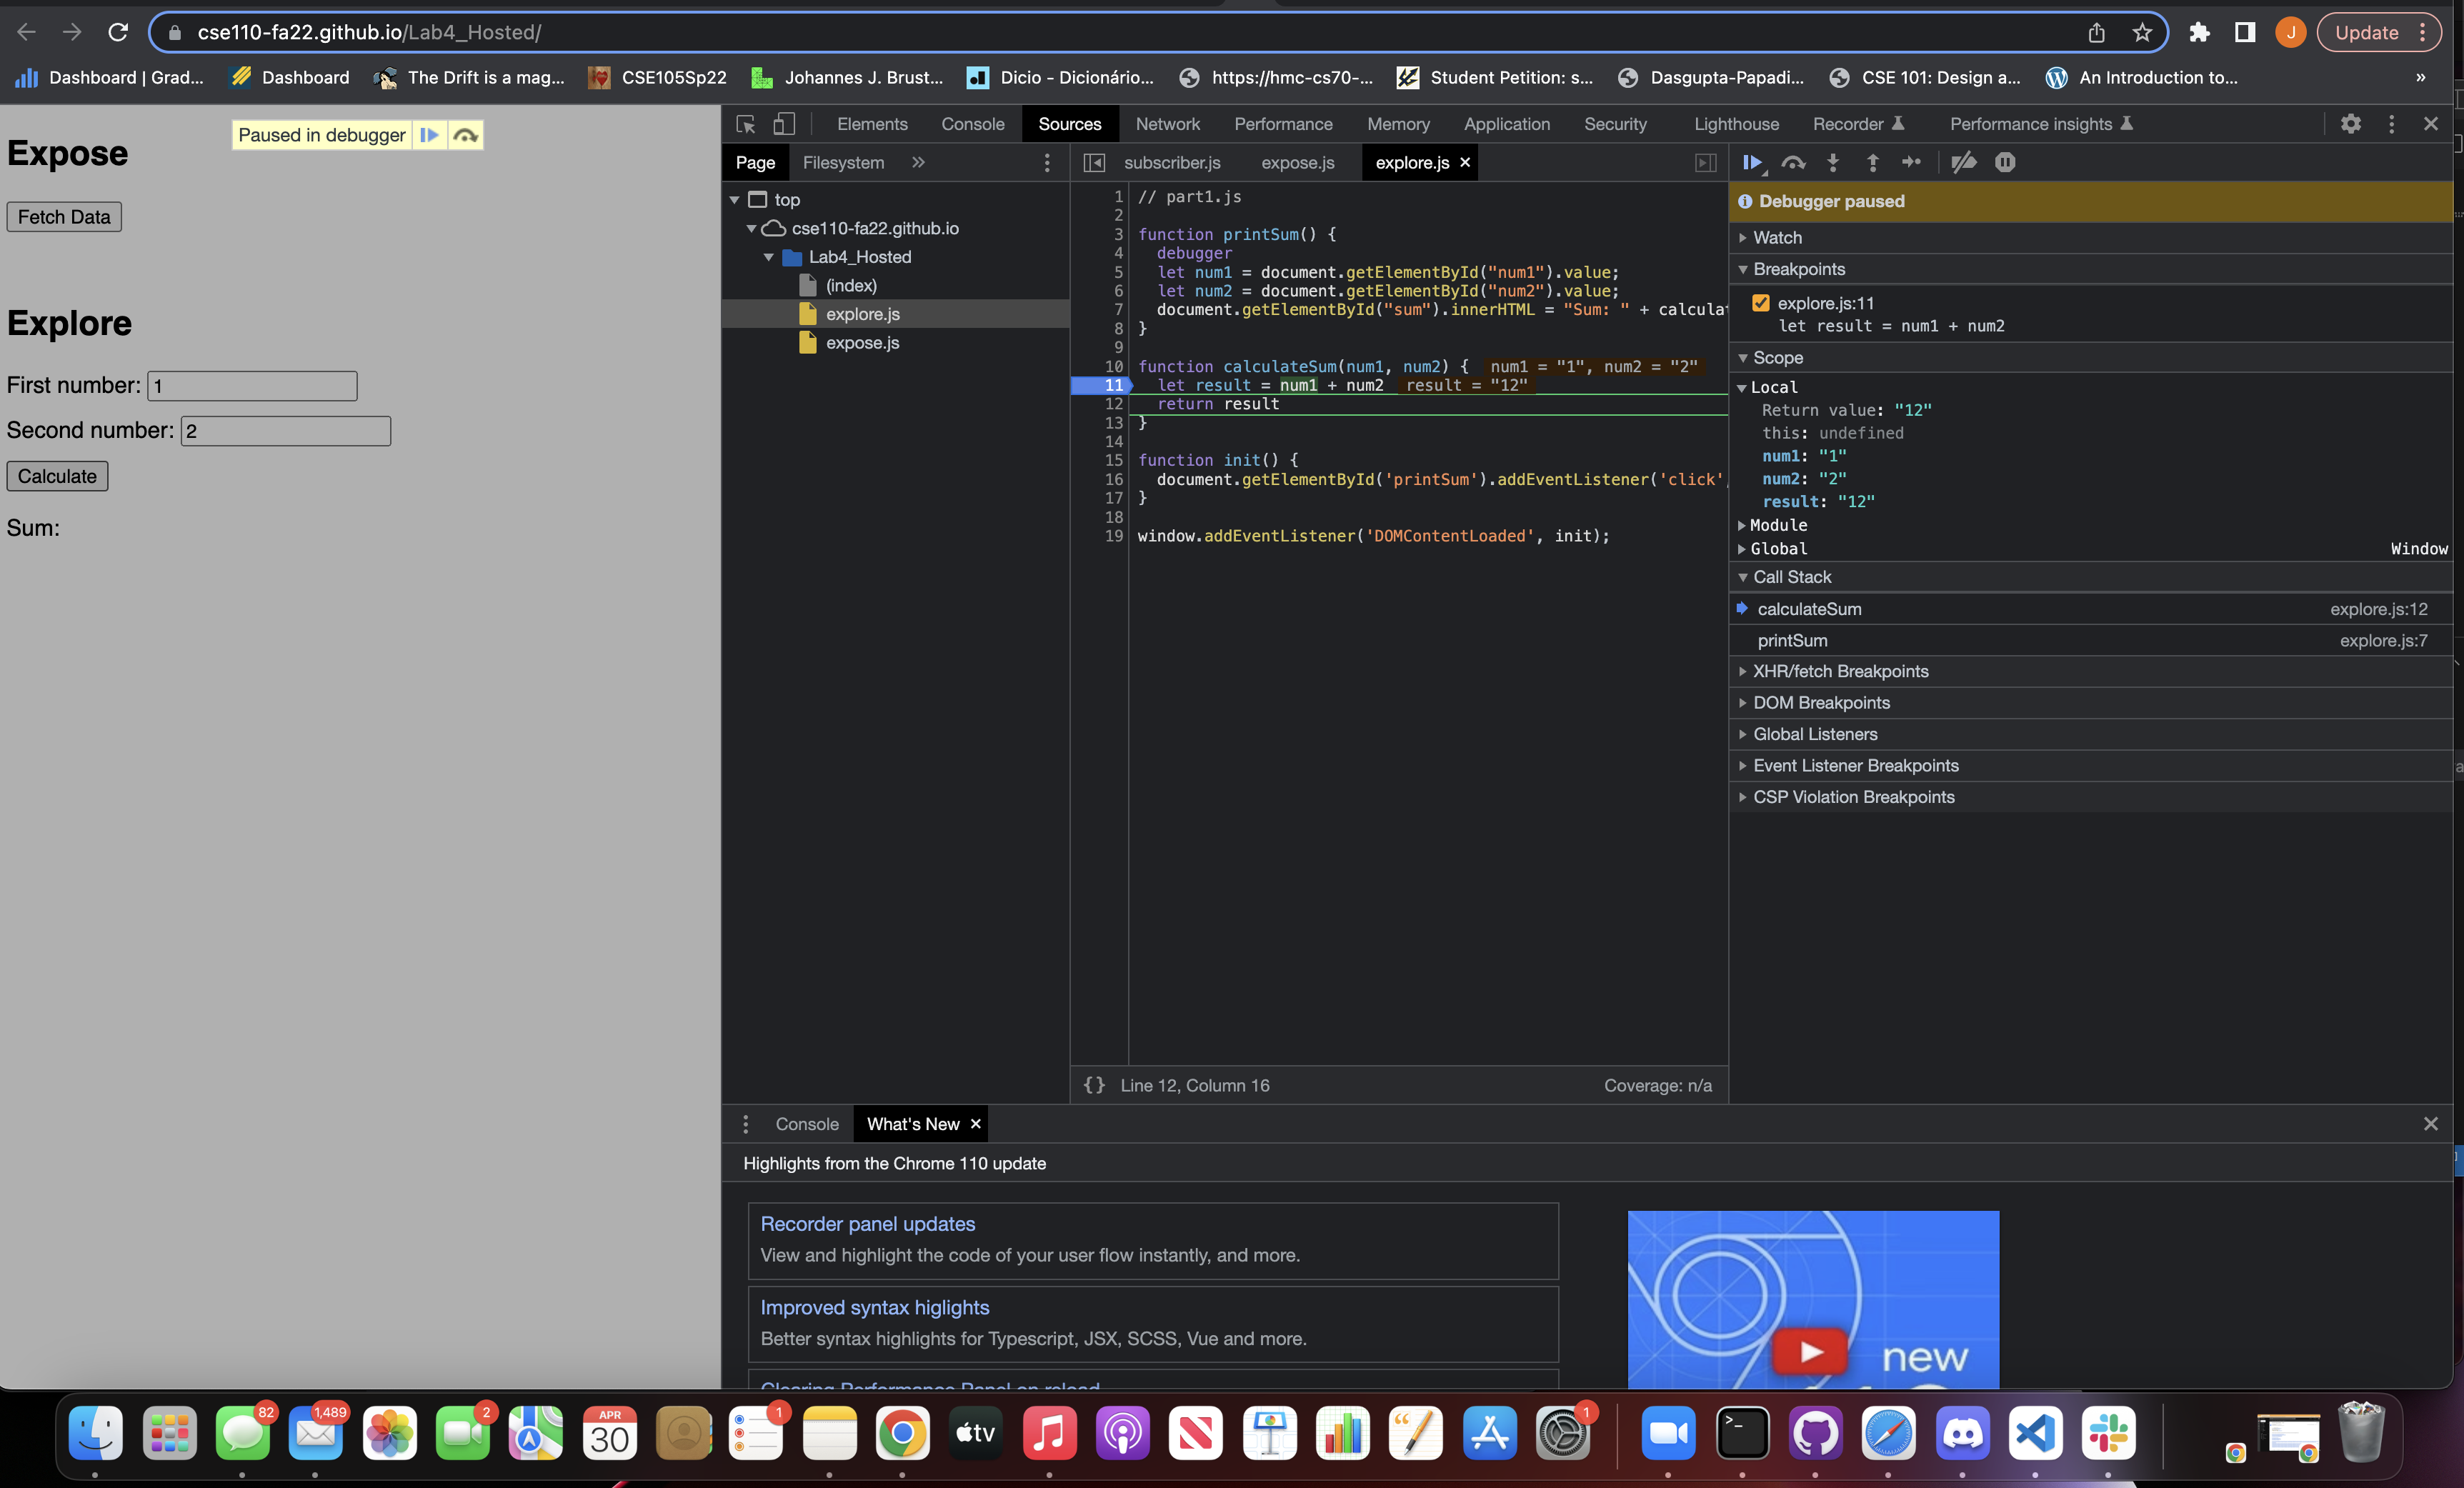 cse110-fa22.github.io/Lab4_Hosted/
J
Update
Dashboard | Grad...
Dashboard
The Drift is a mag...
CSE105Sp22
Johannes J. Brust...
Dicio - Dicionário...
https://hmc-cs70-...
Student Petition: s...
Dasgupta-Papadi...
CSE 101: Design a...
An Introduction to...
»
Paused in debugger
Expose
Fetch Data
Explore
First number: 1
Second number: 2
Calculate
Sum:
Elements
Console
Sources
Network
Performance
Memory
Application
Security
Lighthouse
Recorder
Performance insights
Page
Filesystem
»
top
cse110-fa22.github.io
Lab4_Hosted
(index)
explore.js
expose.js
subscriber.js
expose.js
explore.js ×
1 // part1.js
2
3 function printSum() {
4 debugger
5 let num1 = document.getElementById("num1").value;
6 let num2 = document.getElementById("num2").value;
7 document.getElementById("sum").innerHTML = "Sum: " + calculat
8 }
9
10 function calculateSum(num1, num2) { num1 = "1", num2 = "2"
11 let result = num1 + num2 result = "12"
12 return result
13 }
14
15 function init() {
16 document.getElementById('printSum').addEventListener('click',
17 }
18
19 window.addEventListener('DOMContentLoaded', init);
{} Line 12, Column 16
Coverage: n/a
Debugger paused
Watch
Breakpoints
explore.js:11
let result = num1 + num2
Scope
Local
Return value: "12"
this: undefined
num1: "1"
num2: "2"
result: "12"
Module
Global Window
Call Stack
calculateSum explore.js:12
printSum explore.js:7
XHR/fetch Breakpoints
DOM Breakpoints
Global Listeners
Event Listener Breakpoints
CSP Violation Breakpoints
Console
What's New ×
Highlights from the Chrome 110 update
Recorder panel updates
View and highlight the code of your user flow instantly, and more.
Improved syntax higlights
Better syntax highlights for Typescript, JSX, SCSS, Vue and more.
Clearing Performance Panel on reload
new
82
1,489
2
APR
30
1
tv
1